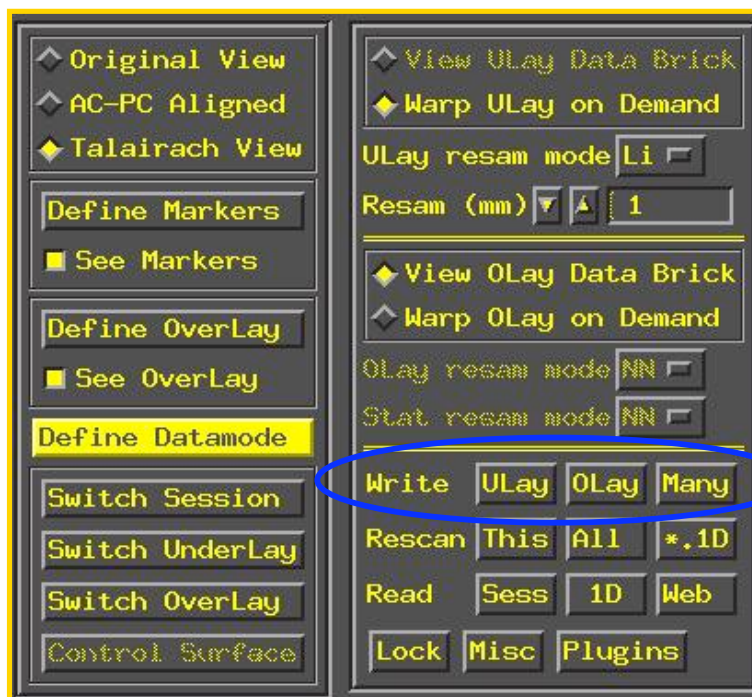 Original View
AC-PC Aligned
Talairach View
Define Markers
See Markers
Define OverLay
See OverLay
Define Datamode
Switch Session
Switch UnderLay
Switch OverLay
Control Surface
View ULay Data Brick
Warp ULay on Demand
ULay resam mode Li
Resam (mm) 1
View OLay Data Brick
Warp OLay on Demand
OLay resam mode NN
Stat resam mode NN
Write ULay OLay Many
Rescan This All *.1D
Read Sess 1D Web
Lock Misc Plugins